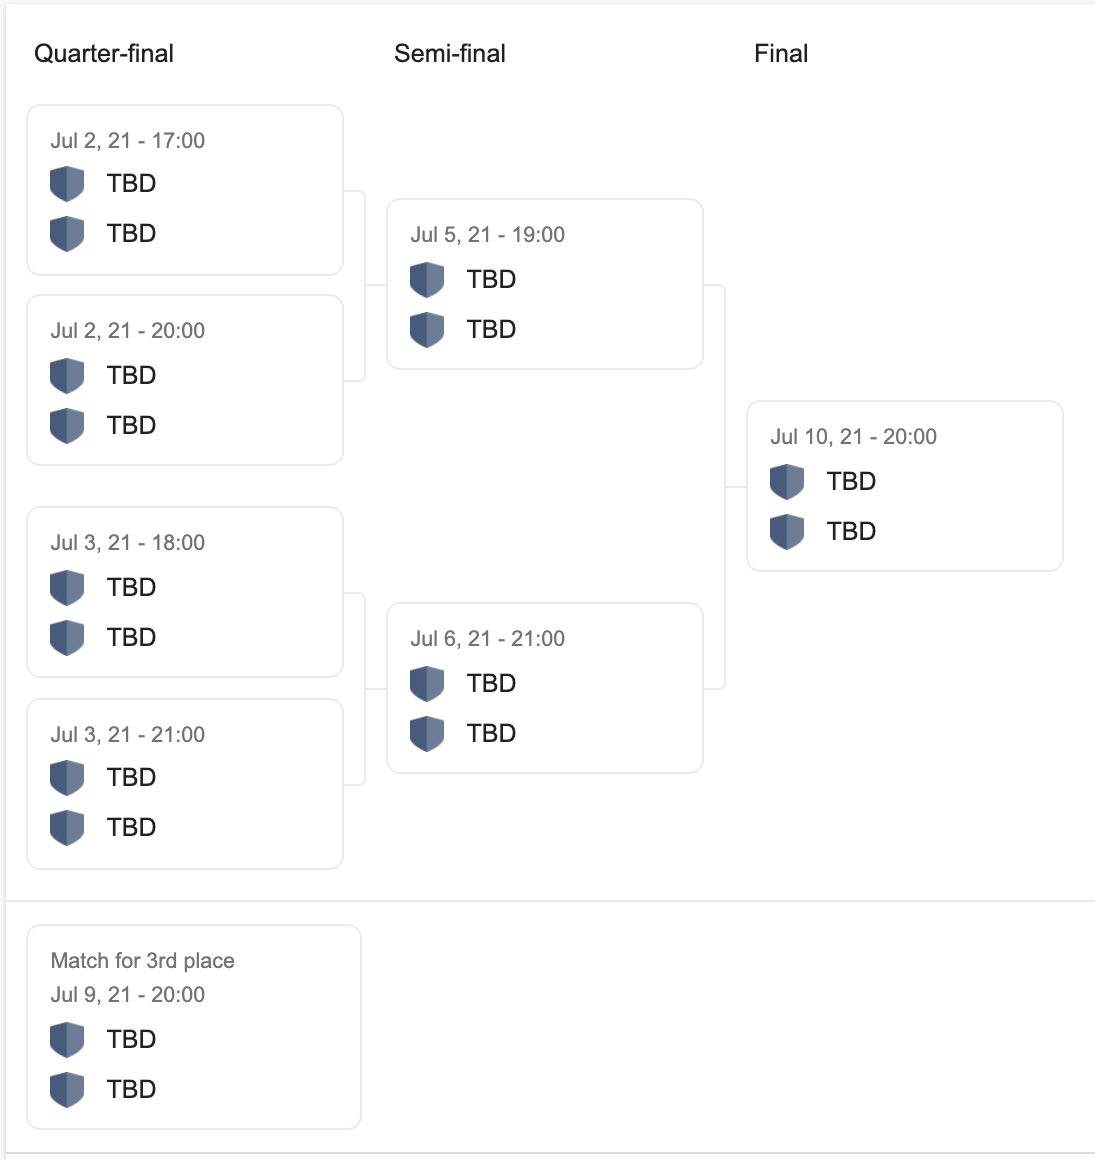 Quarter-final
Semi-final
Final
Jul 2, 21 - 17:00
TBD
TBD
Jul 2, 21 - 20:00
TBD
TBD
Jul 3, 21 - 18:00
TBD
TBD
Jul 3, 21 - 21:00
TBD
TBD
Jul 5, 21 - 19:00
TBD
TBD
Jul 6, 21 - 21:00
TBD
TBD
Jul 10, 21 - 20:00
TBD
TBD
Match for 3rd place
Jul 9, 21 - 20:00
TBD
TBD